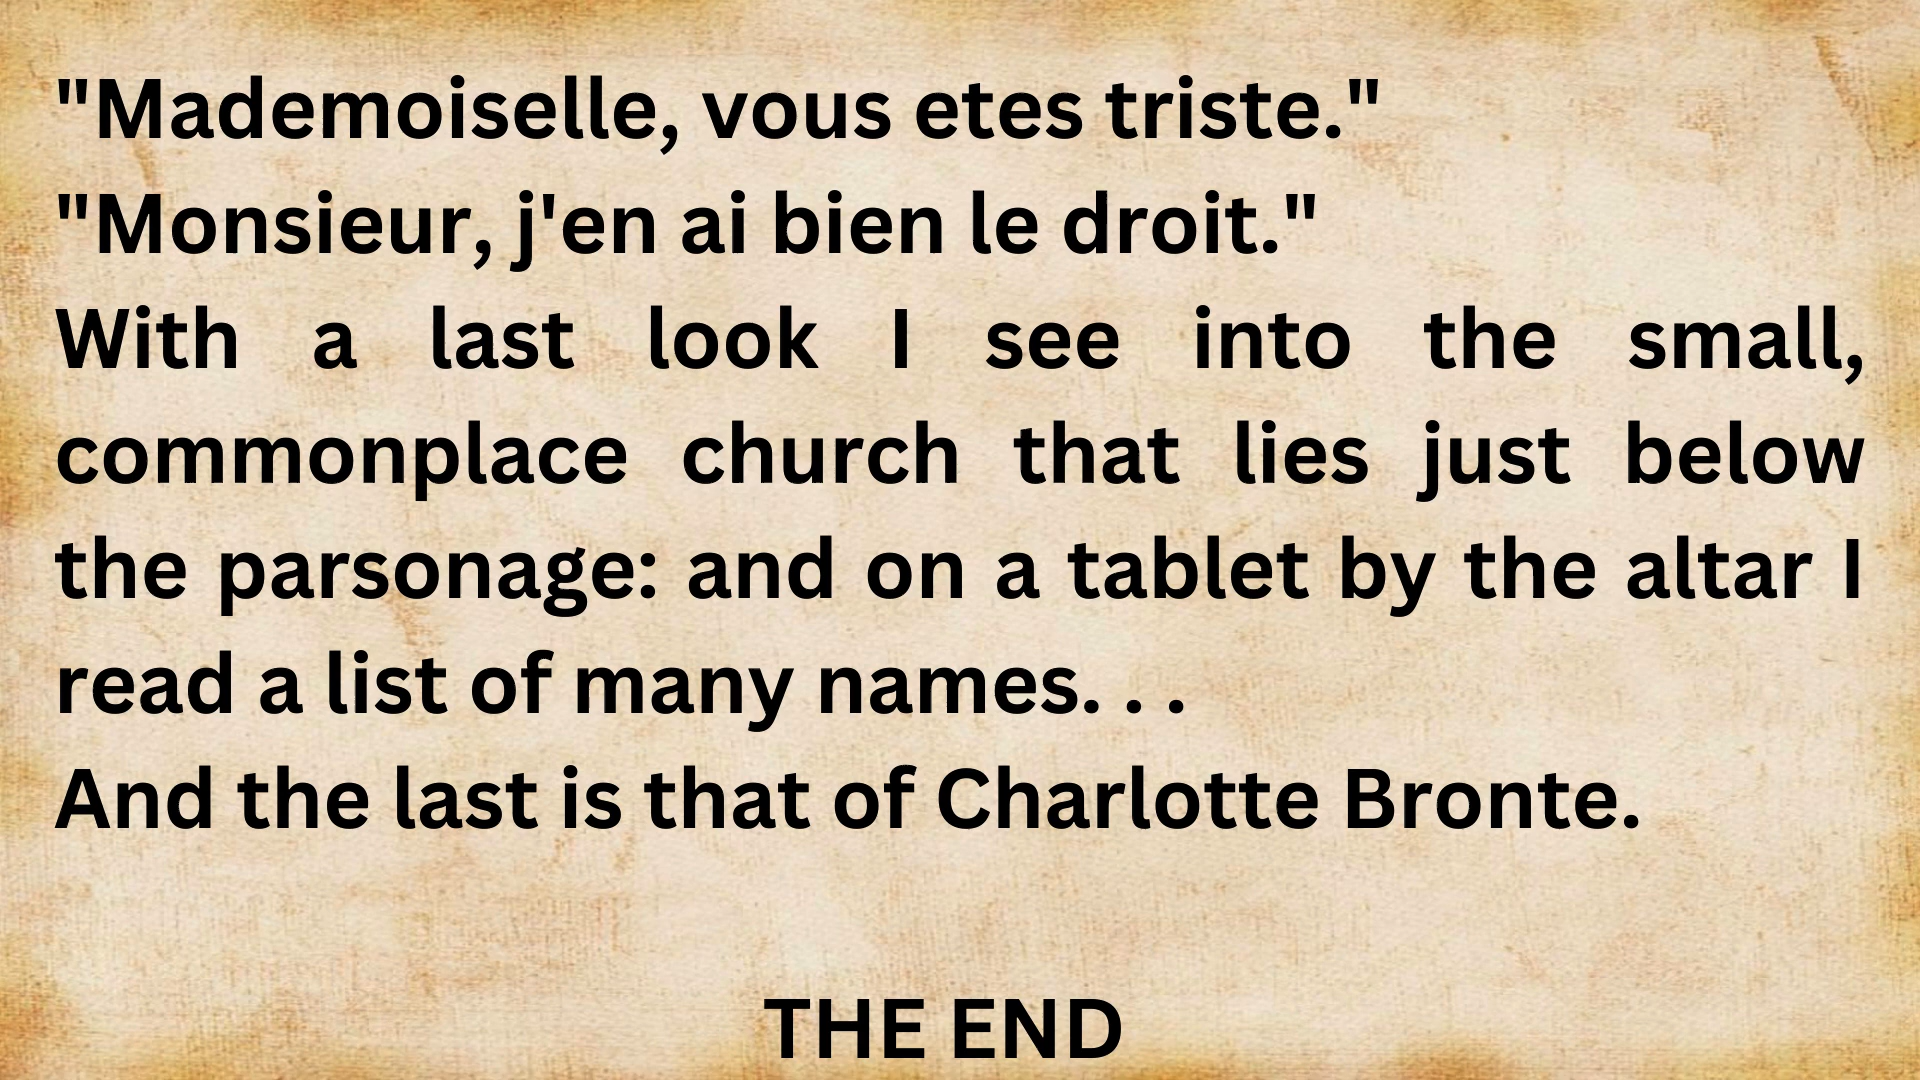 "Mademoiselle, vous etes triste."
"Monsieur, j'en ai bien le droit."
With a last look I see into the small,
commonplace church that lies just below
the parsonage: and on a tablet by the altar I
read a list of many names. . .
And the last is that of Charlotte Bronte.
THE END